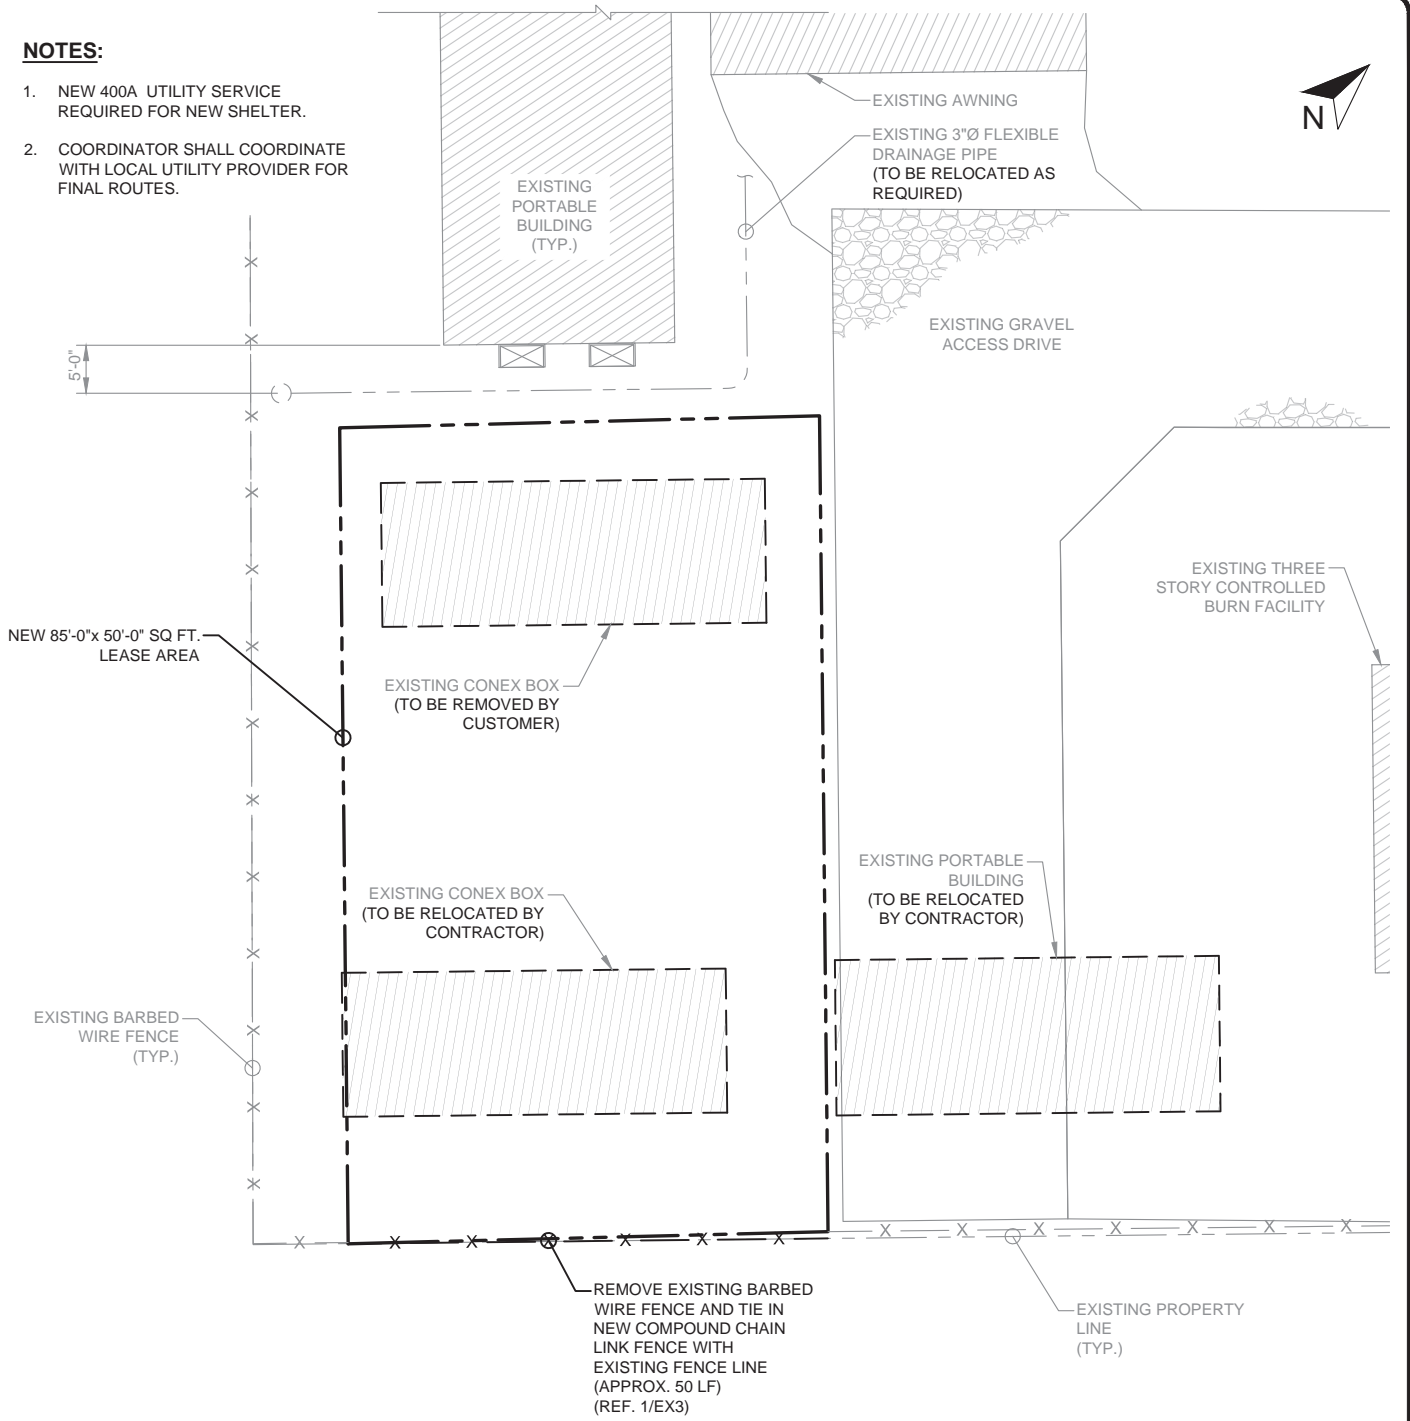 NOTES:
1. NEW 400A UTILITY SERVICE
REQUIRED FOR NEW SHELTER.
2. COORDINATOR SHALL COORDINATE
WITH LOCAL UTILITY PROVIDER FOR
FINAL ROUTES.
EXISTING
PORTABLE
BUILDING
(TYP.)
EXISTING AWNING
EXISTING 3"Ø FLEXIBLE
DRAINAGE PIPE
(TO BE RELOCATED AS
REQUIRED)
N
EXISTING GRAVEL
ACCESS DRIVE
5'-0"
EXISTING THREE
STORY CONTROLLED
BURN FACILITY
NEW 85'-0"x 50'-0" SQ FT.
LEASE AREA
EXISTING CONEX BOX
(TO BE REMOVED BY
CUSTOMER)
EXISTING CONEX BOX
(TO BE RELOCATED BY
CONTRACTOR)
EXISTING PORTABLE
BUILDING
(TO BE RELOCATED
BY CONTRACTOR)
EXISTING BARBED
WIRE FENCE
(TYP.)
REMOVE EXISTING BARBED
WIRE FENCE AND TIE IN
NEW COMPOUND CHAIN
LINK FENCE WITH
EXISTING FENCE LINE
(APPROX. 50 LF)
(REF. 1/EX3)
EXISTING PROPERTY
LINE
(TYP.)